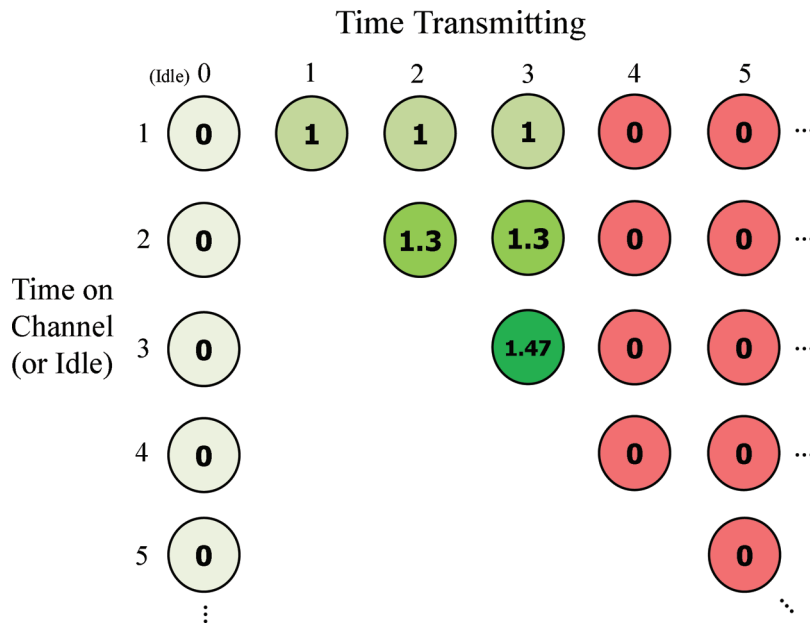 Time Transmitting
(Idle) 0 1 2 3 4 5
1 0 1 1 1 0 0 ...
2 0 1.3 1.3 0 0 ...
Time on
Channel
(or Idle)
3 0 1.47 0 0 ...
4 0 0 0 ...
5 0 0